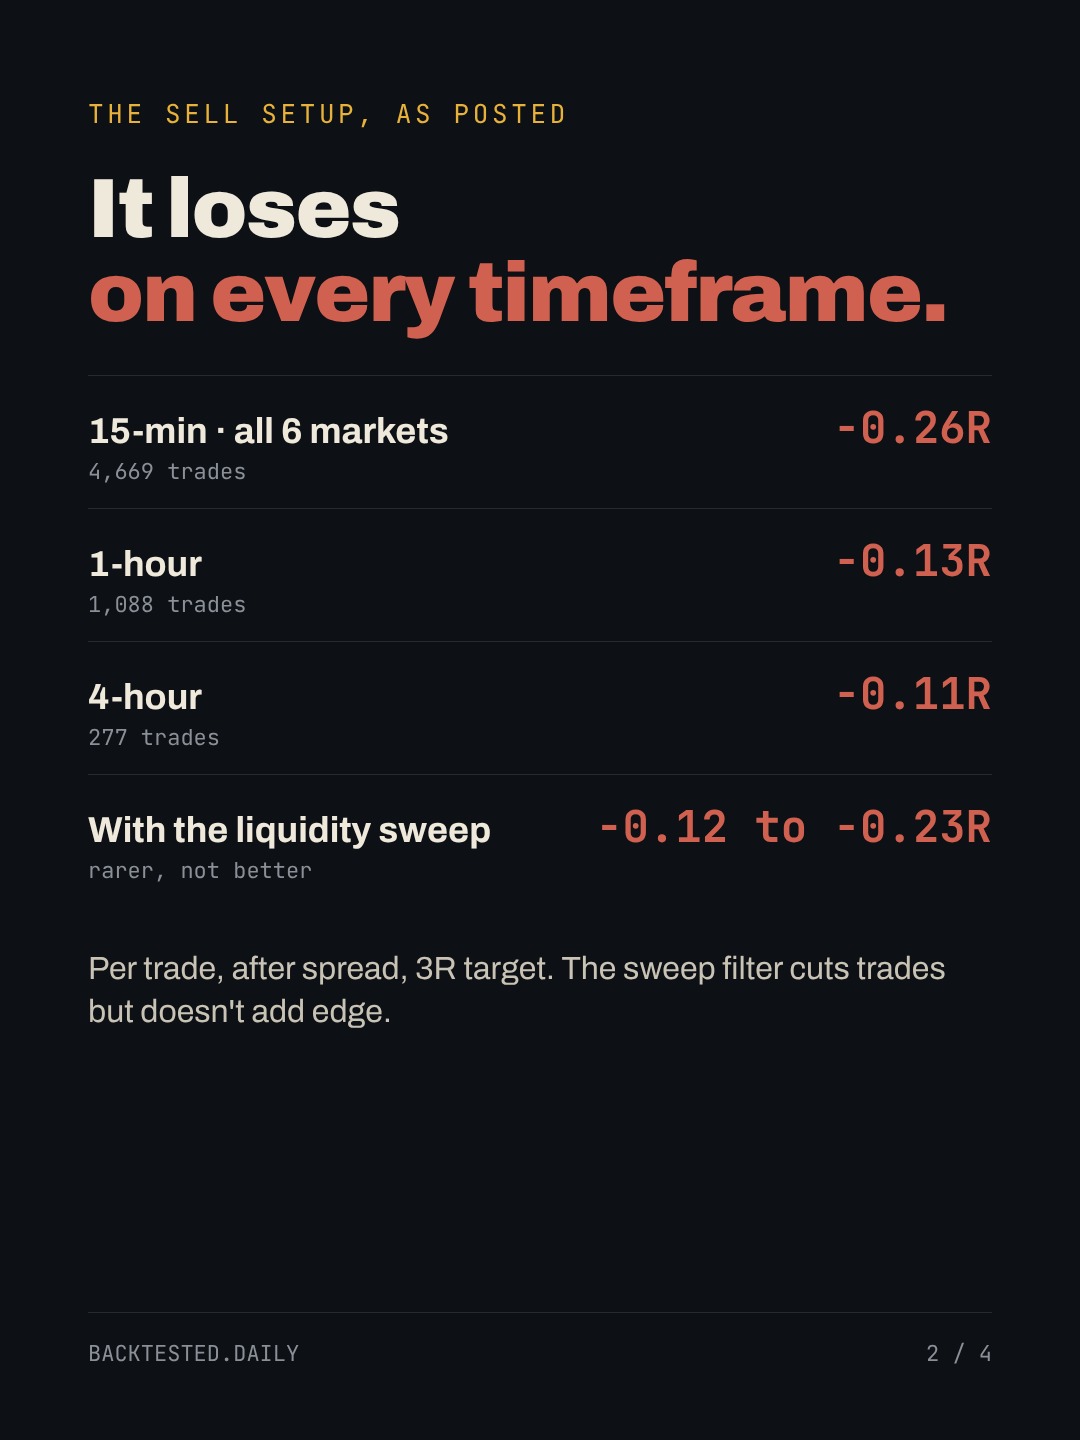 THE SELL SETUP, AS POSTED
It loses
on every timeframe.
15-min · all 6 markets
-0.26R
4,669 trades
1-hour
-0.13R
1,088 trades
4-hour
-0.11R
277 trades
With the liquidity sweep
-0.12 to -0.23R
rarer, not better
Per trade, after spread, 3R target. The sweep filter cuts trades
but doesn't add edge.
BACKTESTED.DAILY
2 / 4